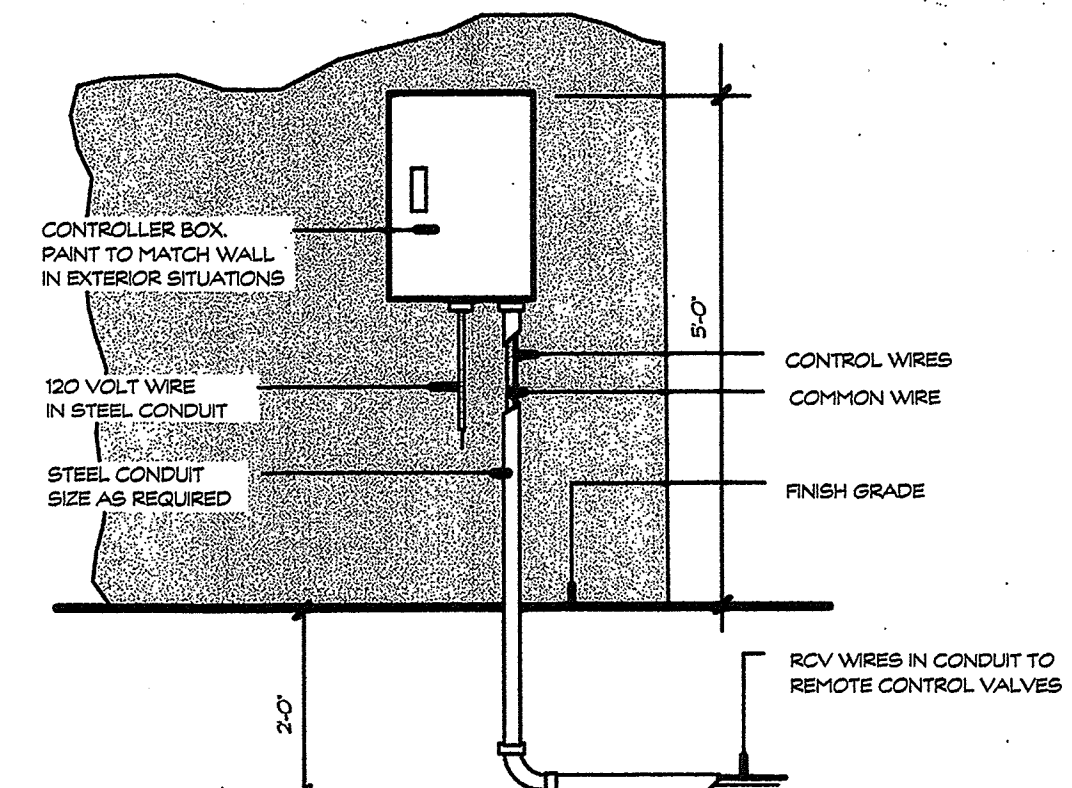 CONTROLLER BOX.
PAINT TO MATCH WALL
IN EXTERIOR SITUATIONS
5'-0"
CONTROL WIRES
120 VOLT WIRE
IN STEEL CONDUIT
COMMON WIRE
STEEL CONDUIT
SIZE AS REQUIRED
FINISH GRADE
RCV WIRES IN CONDUIT TO
REMOTE CONTROL VALVES
2'-0"